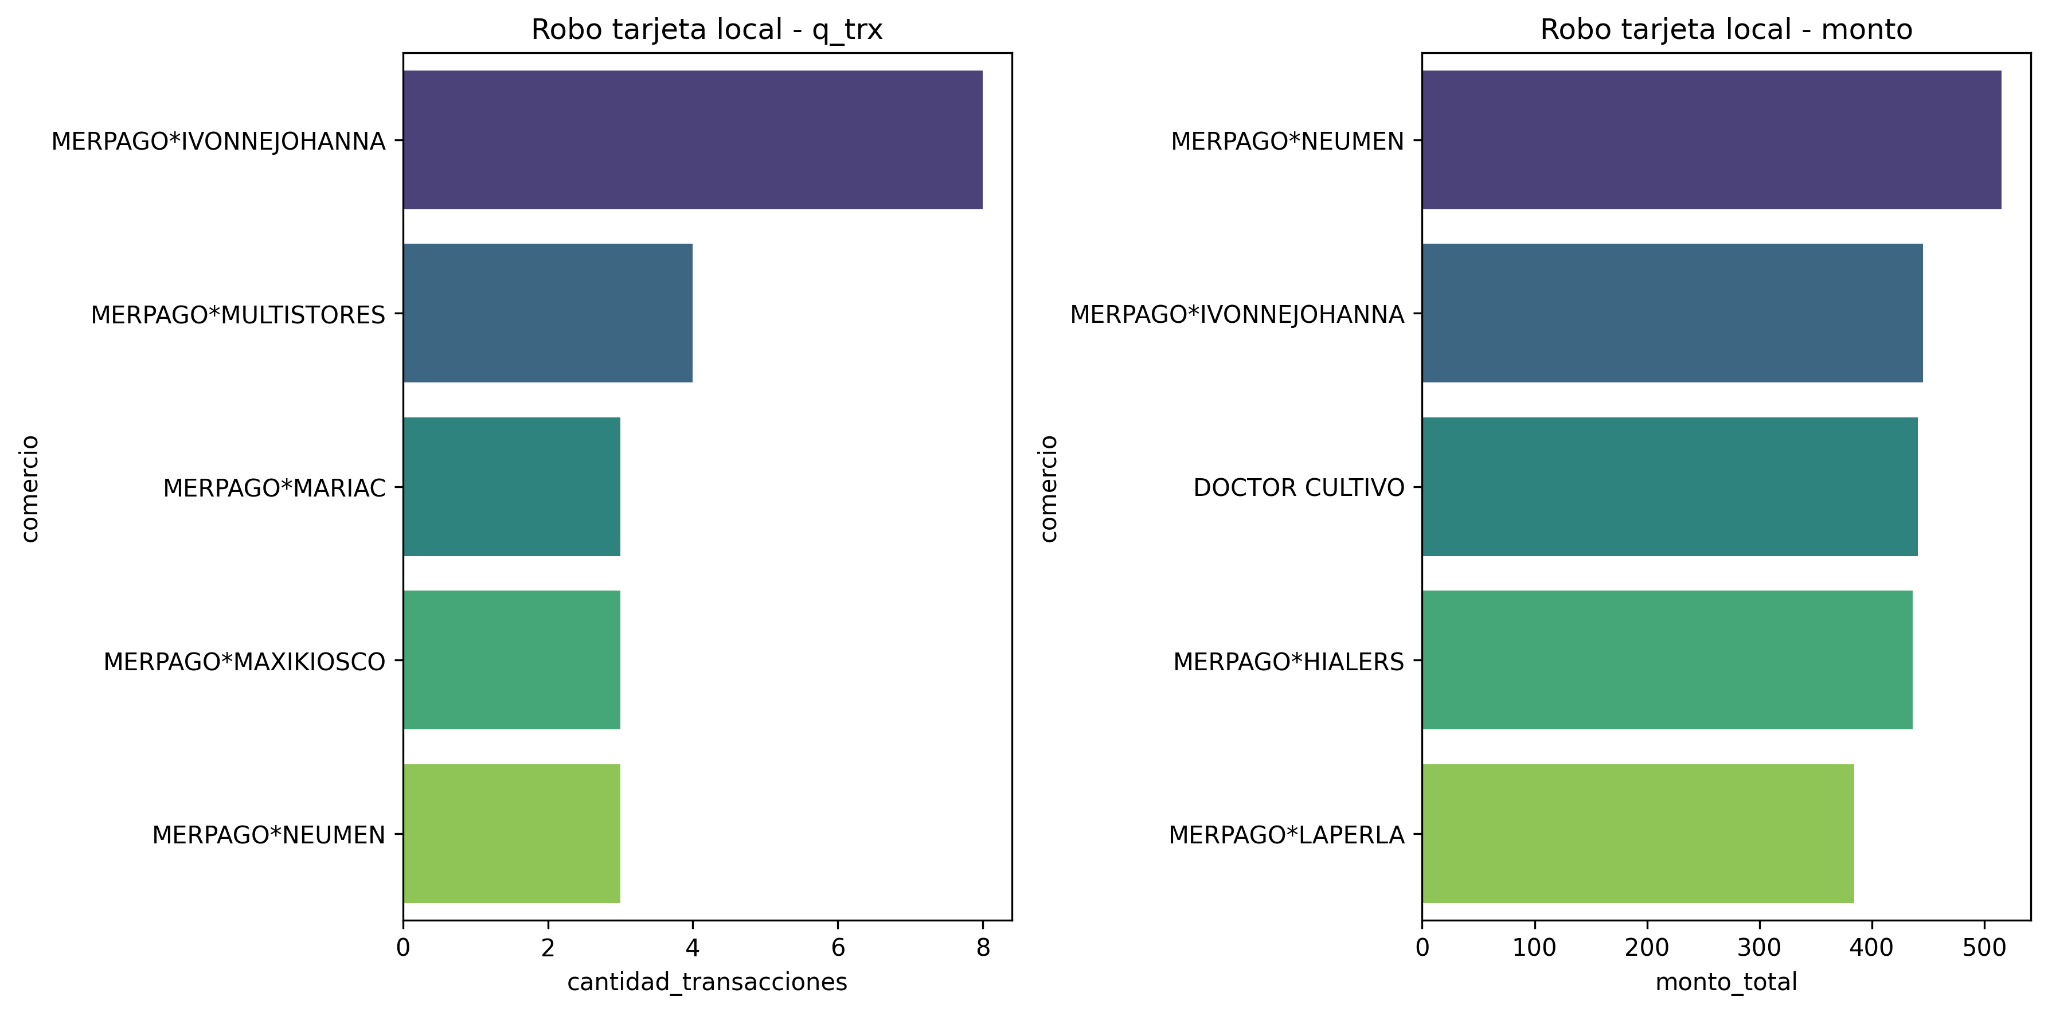 Robo tarjeta local - q_trx
MERPAGO*IVONNEJOHANNA
MERPAGO*MULTISTORES
MERPAGO*MARIAC
MERPAGO*MAXIKIOSCO
MERPAGO*NEUMEN
comercio
0 2 4 6 8
cantidad_transacciones
Robo tarjeta local - monto
MERPAGO*NEUMEN
MERPAGO*IVONNEJOHANNA
DOCTOR CULTIVO
MERPAGO*HIALERS
MERPAGO*LAPERLA
comercio
0 100 200 300 400 500
monto_total